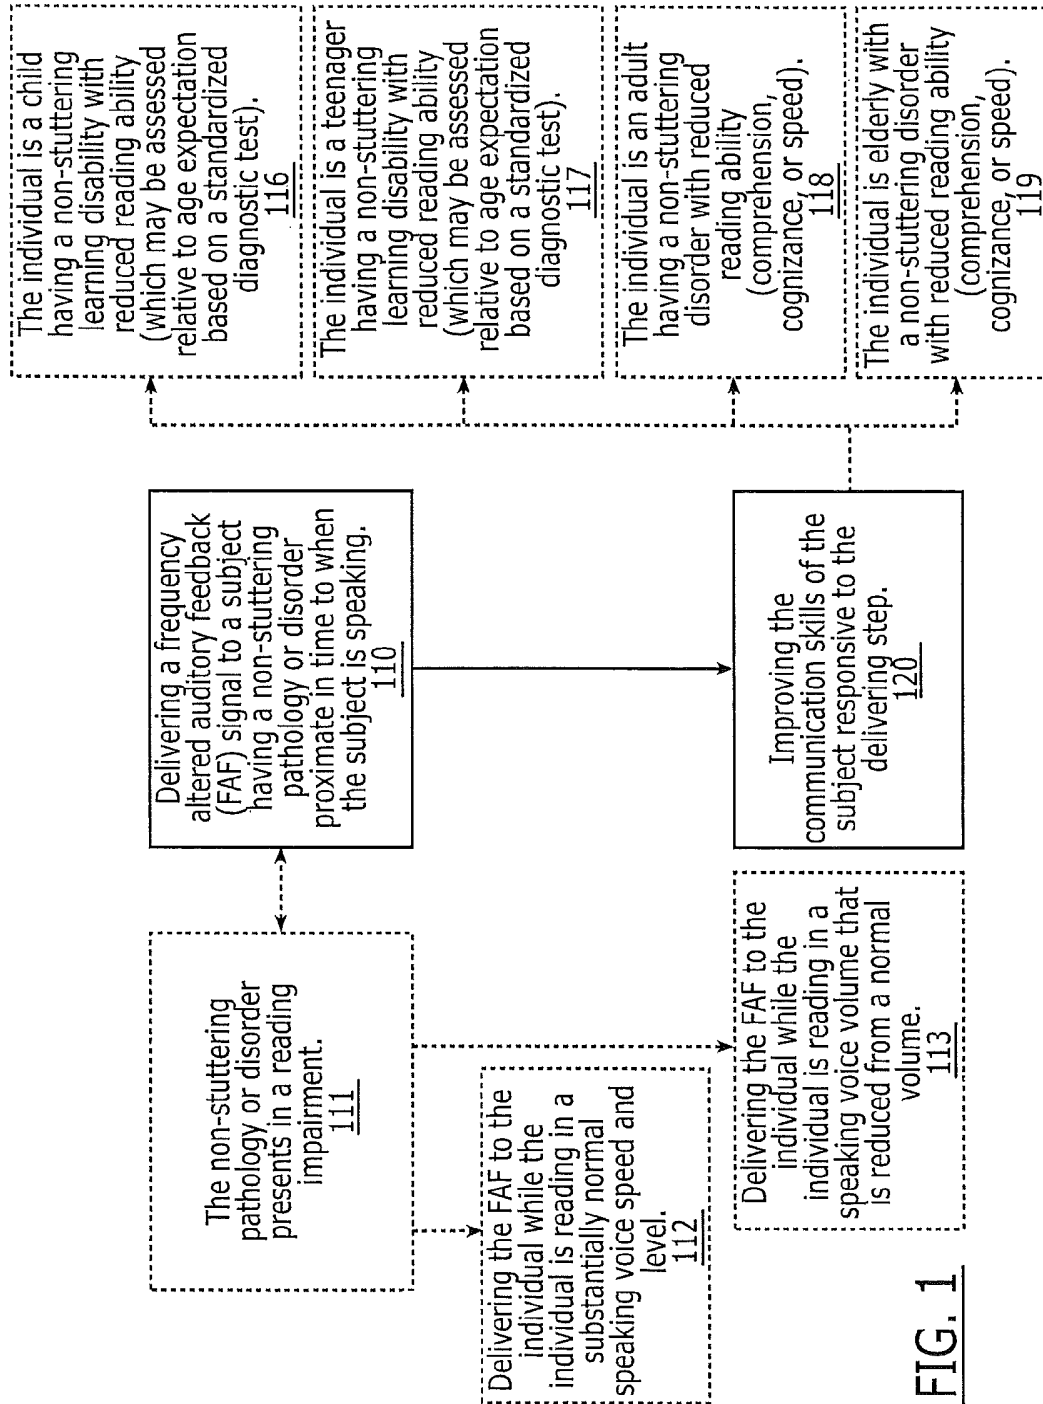 The non-stuttering
pathology or disorder
presents in a reading
impairment.
111
Delivering the FAF to the
individual while the
individual is reading in a
substantially normal
speaking voice speed and
level.
112
Delivering the FAF to the
individual while the
individual is reading in a
speaking voice volume that
is reduced from a normal
volume.
113
Delivering a frequency
altered auditory feedback
(FAF) signal to a subject
having a non-stuttering
pathology or disorder
proximate in time to when
the subject is speaking.
110
Improving the
communication skills of the
subject responsive to the
delivering step.
120
The individual is a child
having a non-stuttering
learning disability with
reduced reading ability
(which may be assessed
relative to age expectation
based on a standardized
diagnostic test).
116
The individual is a teenager
having a non-stuttering
learning disability with
reduced reading ability
(which may be assessed
relative to age expectation
based on a standardized
diagnostic test).
117
The individual is an adult
having a non-stuttering
disorder with reduced
reading ability
(comprehension,
cognizance, or speed).
118
The individual is elderly with
a non-stuttering disorder
with reduced reading ability
(comprehension,
cognizance, or speed).
119
FIG. 1